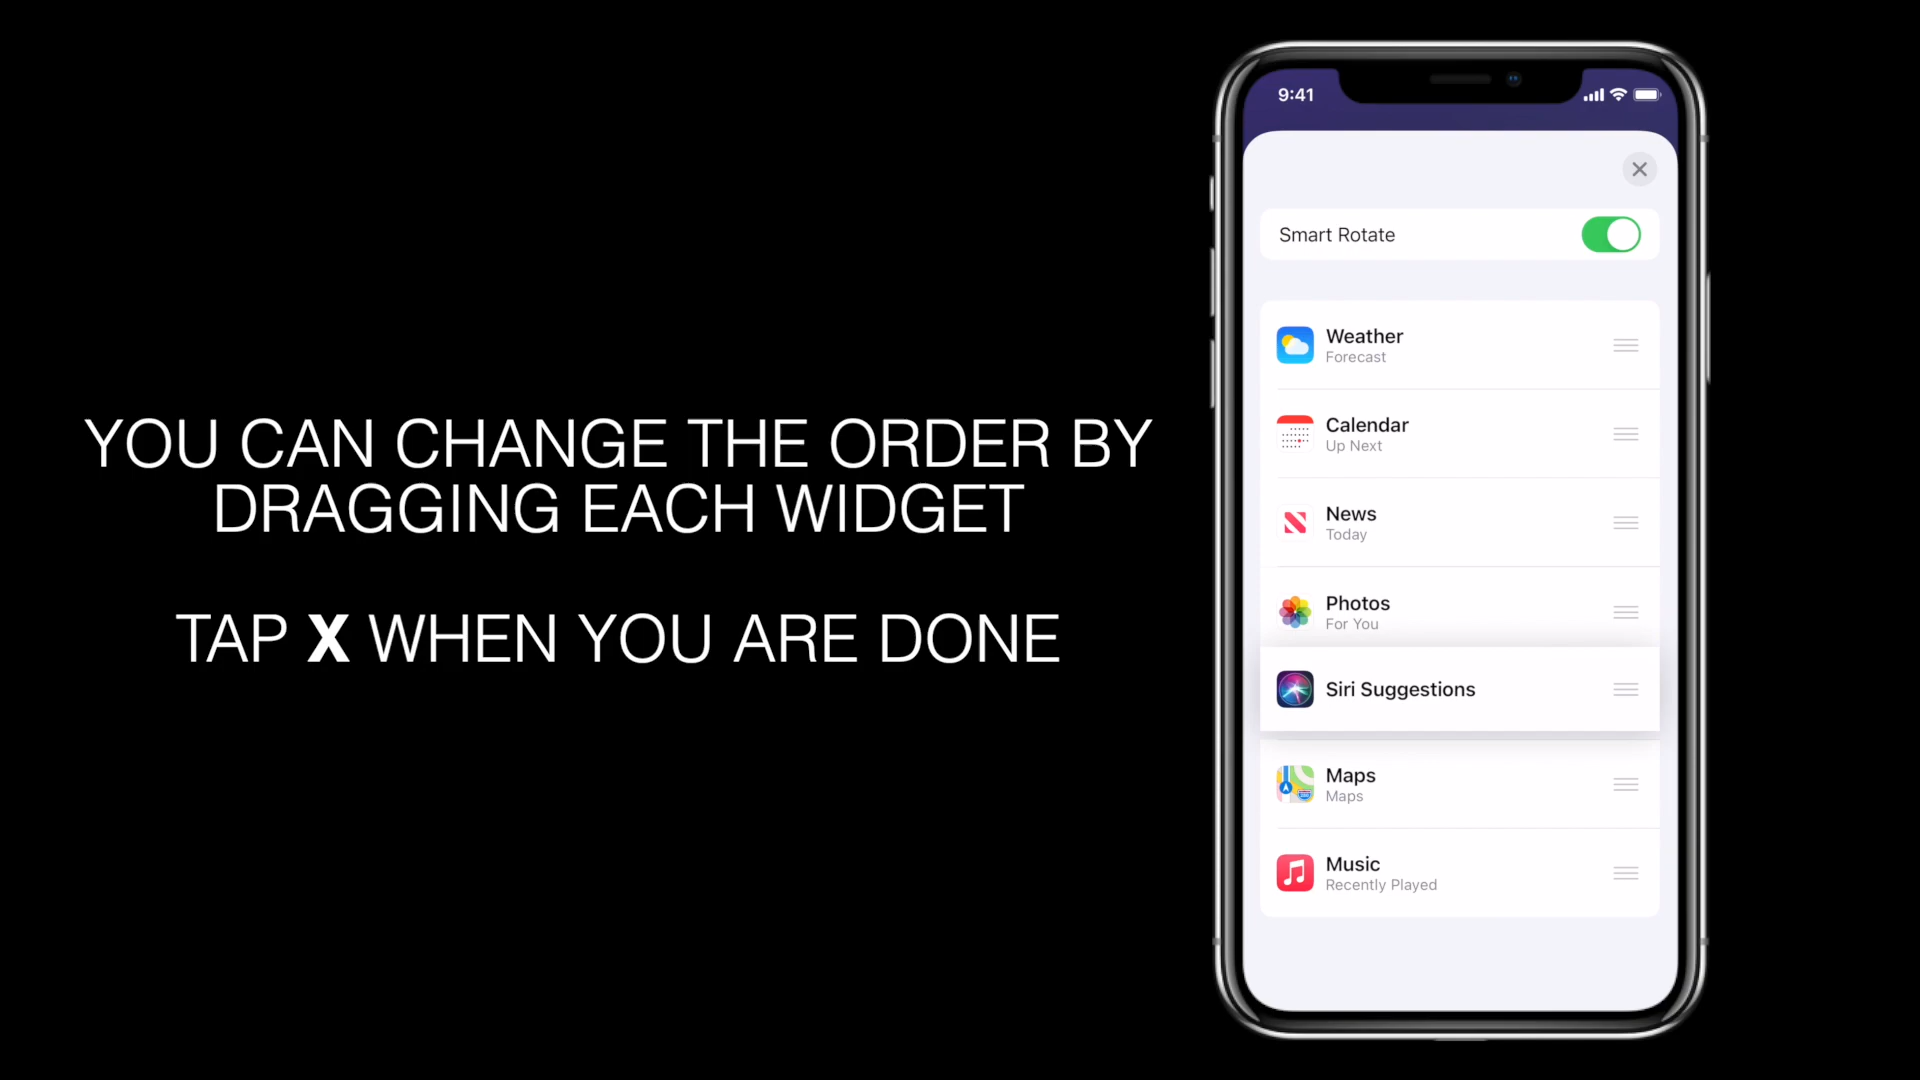 YOU CAN CHANGE THE ORDER BY
DRAGGING EACH WIDGET
TAP X WHEN YOU ARE DONE
9:41
Smart Rotate
Weather
Forecast
Calendar
Up Next
News
Today
Photos
For You
Siri Suggestions
Maps
Maps
Music
Recently Played